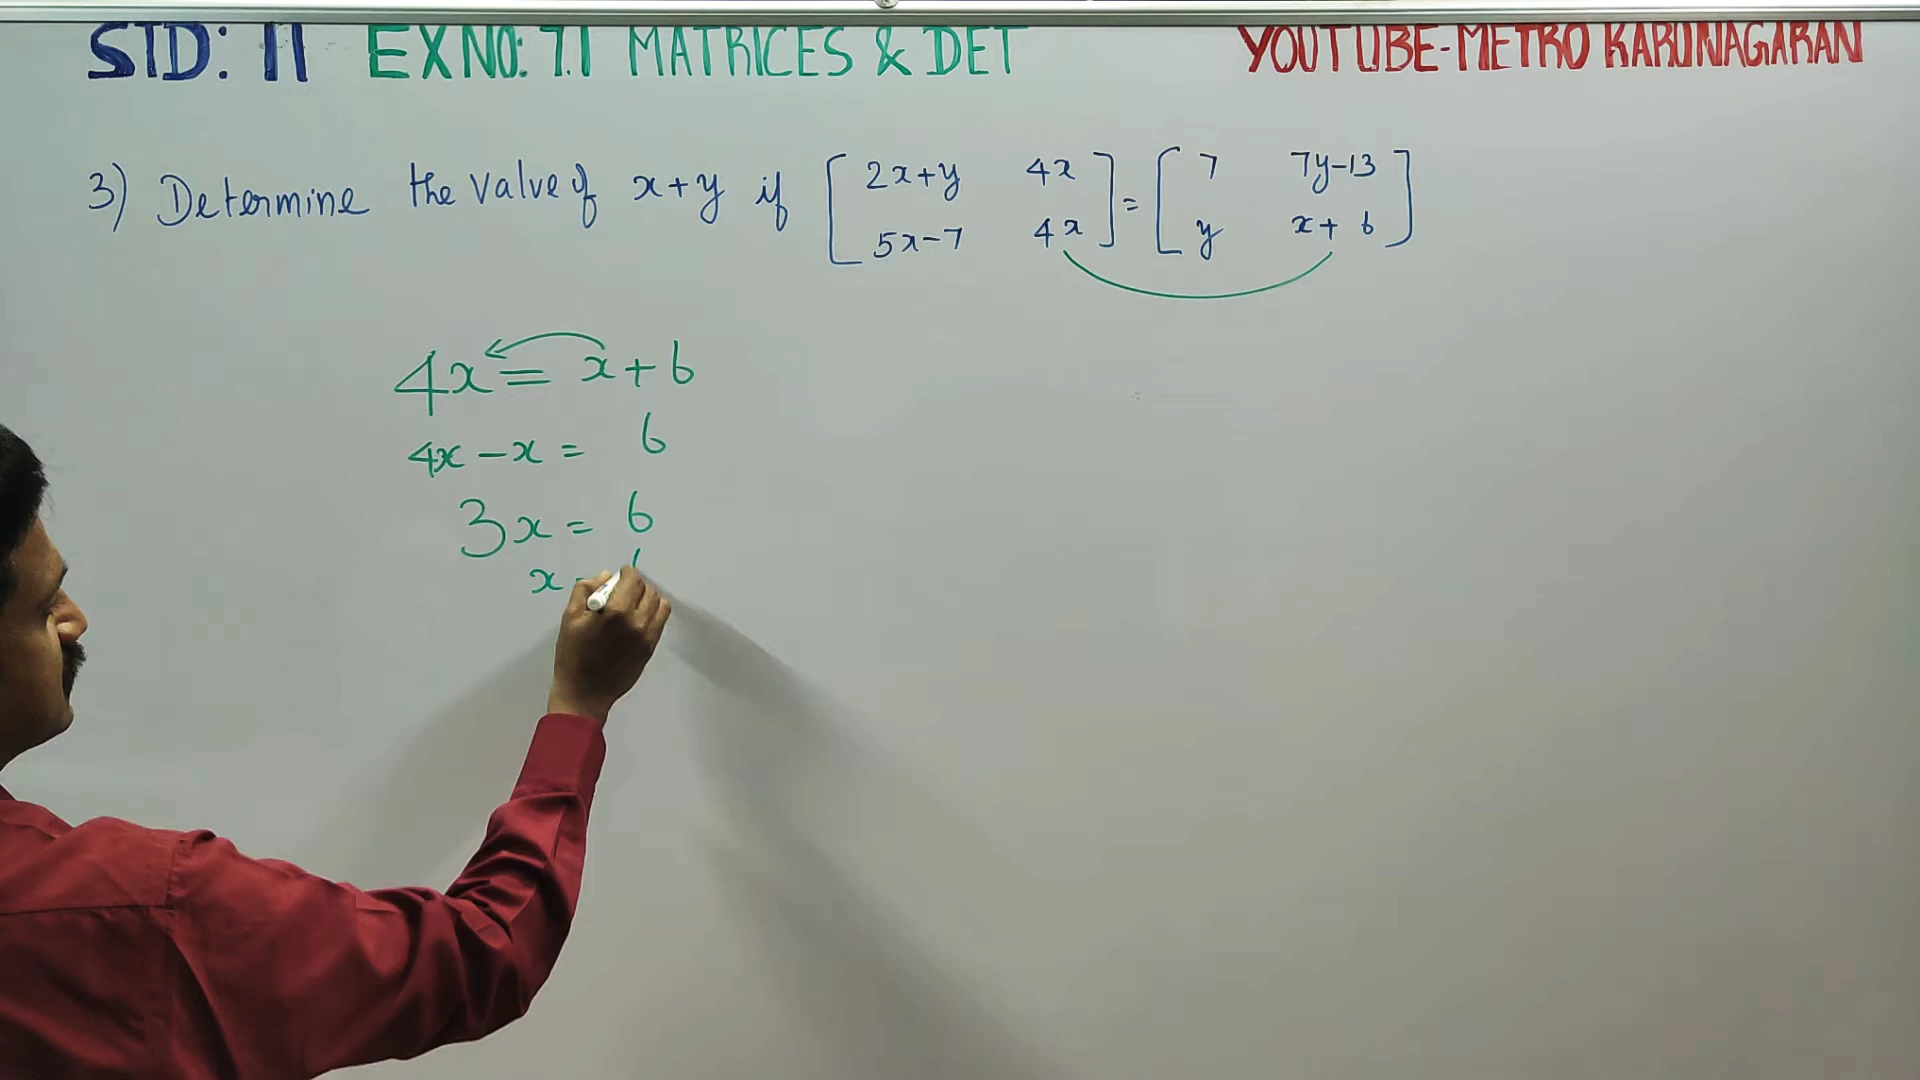 STD: 11 EX NO: 7.1 MATRICES & DET YOUTUBE-METRO KARUNAGARAN
3) Determine the value of x+y if [2x+y 4x] = [7 7y-13]
[5x-7 4x] [y x+6]
4x = x+6
4x - x = 6
3x = 6
x =